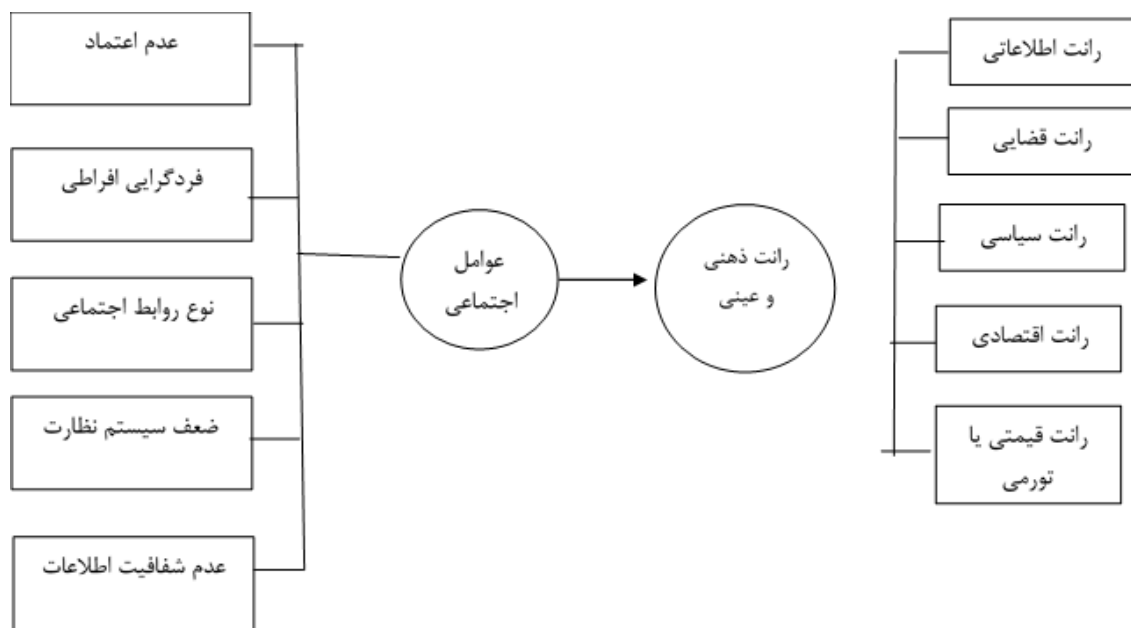 رانت اطلاعاتی
رانت قضایی
رانت سیاسی
رانت اقتصادی
رانت قیمتی یا
تورمی
رانت ذهنی
و عینی
عوامل
اجتماعی
عدم اعتماد
فردگرایی افراطی
نوع روابط اجتماعی
ضعف سیستم نظارت
عدم شفافیت اطلاعات